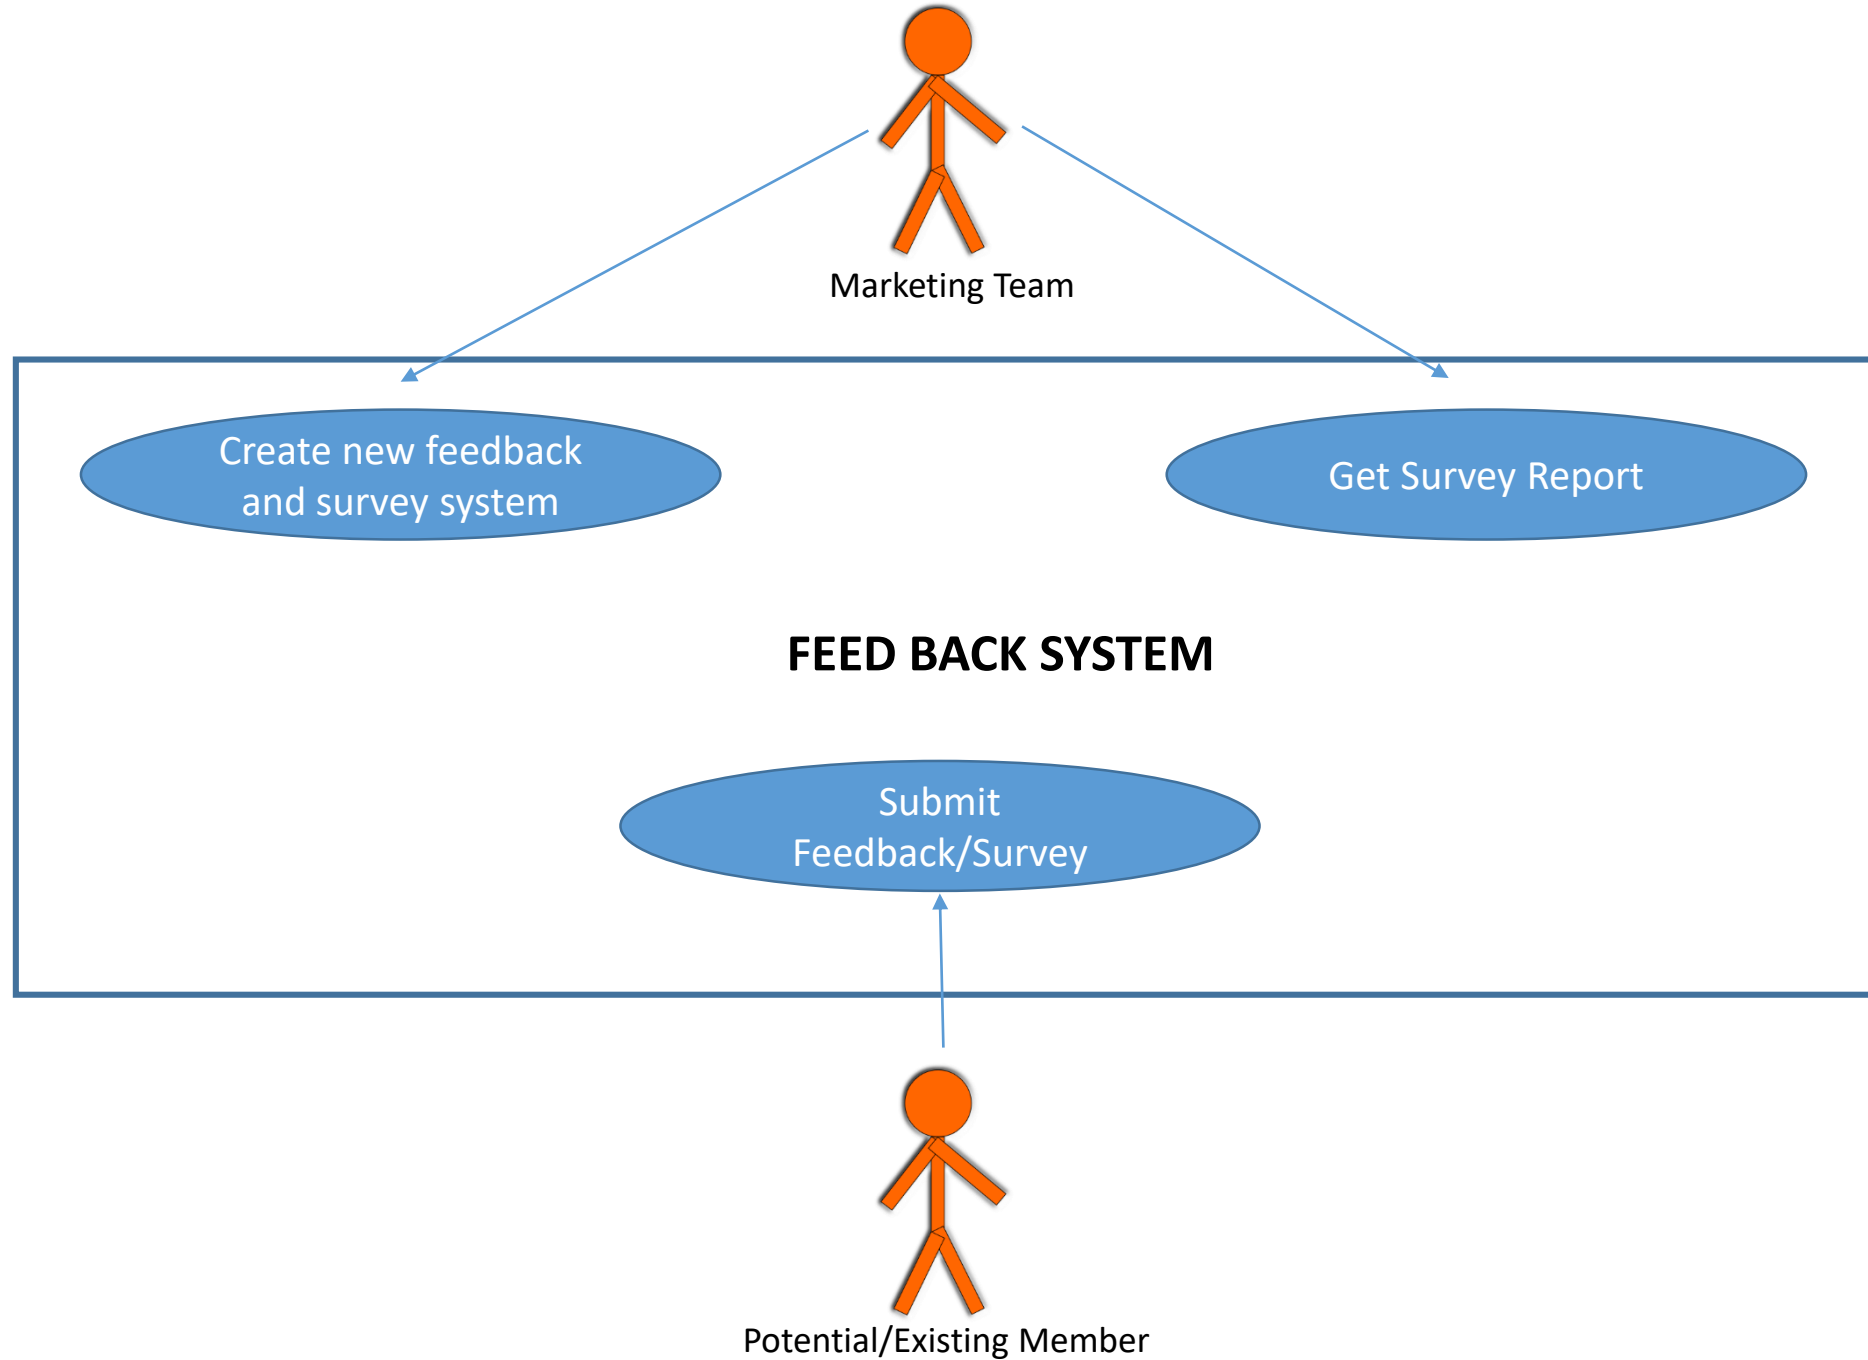 Marketing Team
Create new feedback
and survey system
Get Survey Report
FEED BACK SYSTEM
Submit
Feedback/Survey
Potential/Existing Member